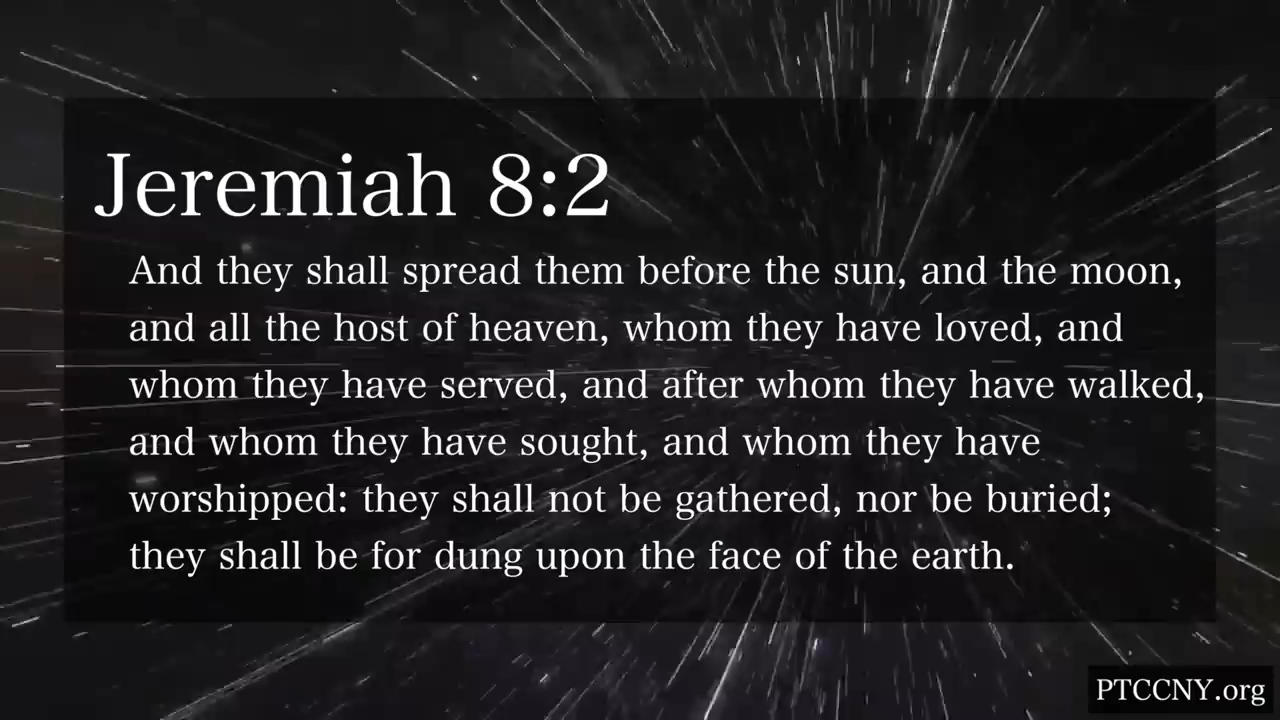 Jeremiah 8:2
And they shall spread them before the sun, and the moon,
and all the host of heaven, whom they have loved, and
whom they have served, and after whom they have walked,
and whom they have sought, and whom they have
worshipped: they shall not be gathered, nor be buried;
they shall be for dung upon the face of the earth.
PTCCNY.org